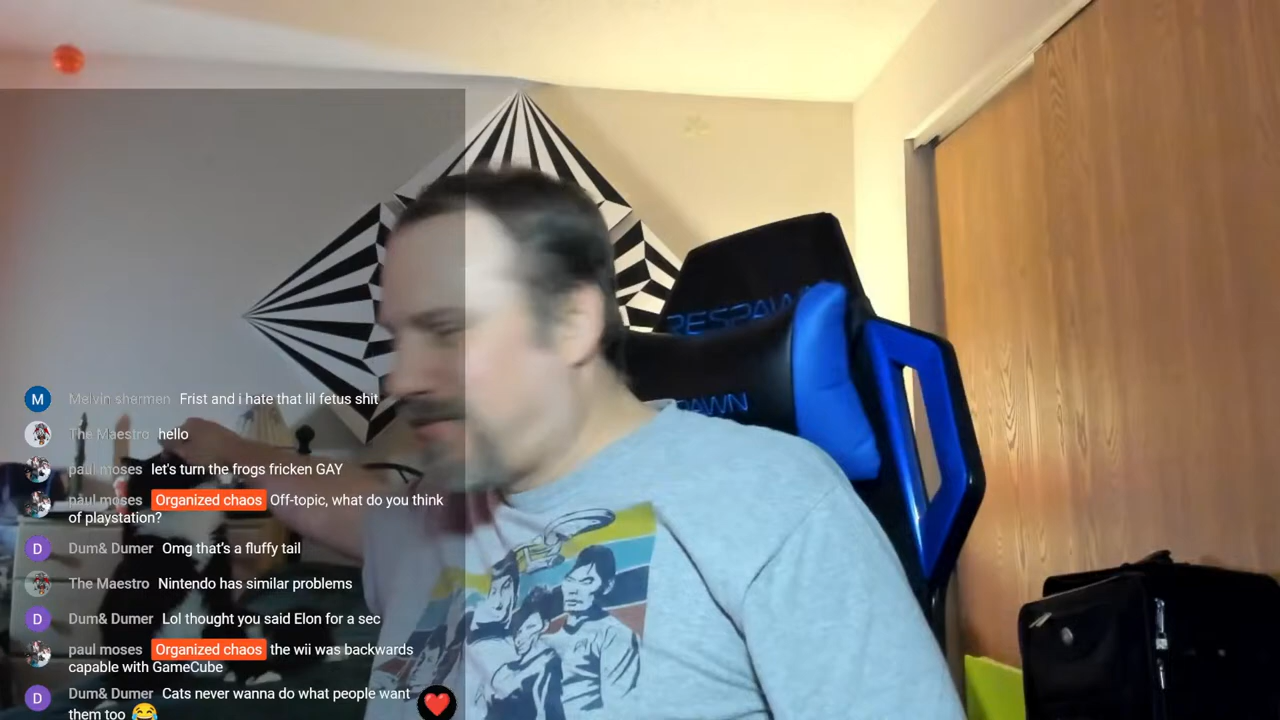 RESPAWN
PAWN
M Melvin shermen Frist and i hate that lil fetus shit
The Maestro hello
paul moses let's turn the frogs fricken GAY
paul moses Organized chaos Off-topic, what do you think
of playstation?
D Dum& Dumer Omg that's a fluffy tail
The Maestro Nintendo has similar problems
D Dum& Dumer Lol thought you said Elon for a sec
paul moses Organized chaos the wii was backwards
capable with GameCube
D Dum& Dumer Cats never wanna do what people want
them too 😂